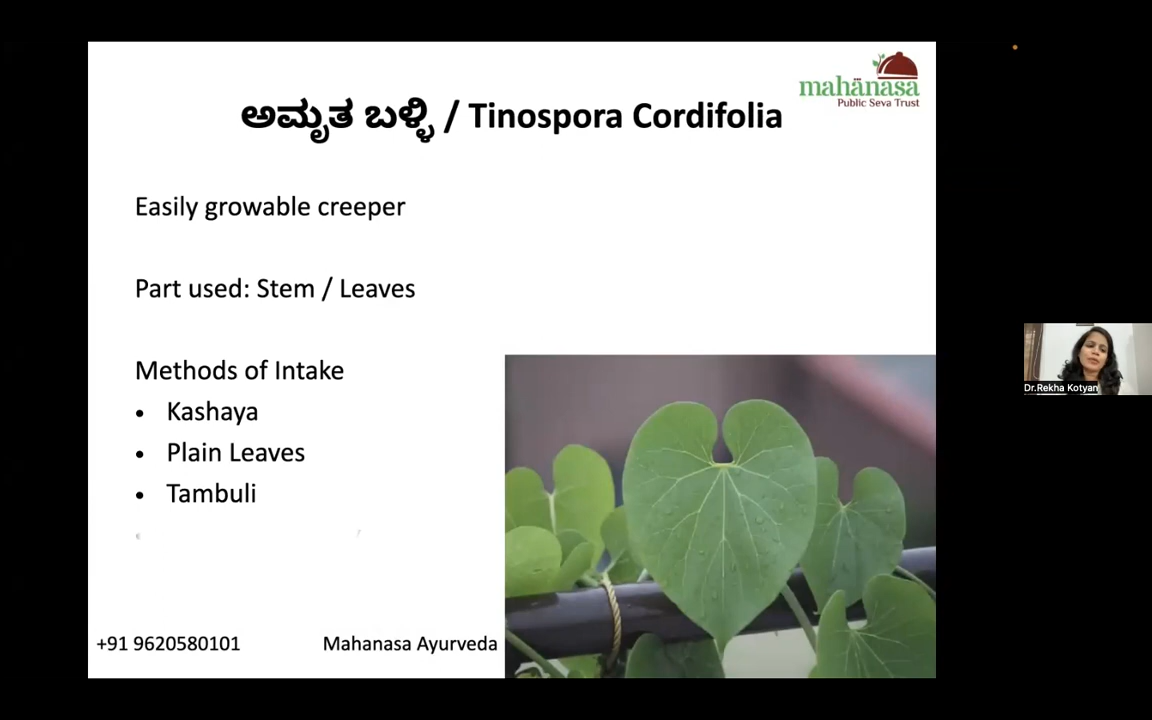 mahänasa
Public Seva Trust
ಅಮೃತ ಬಳ್ಳಿ / Tinospora Cordifolia
Easily growable creeper
Part used: Stem / Leaves
Methods of Intake
• Kashaya
• Plain Leaves
• Tambuli
+91 9620580101 Mahanasa Ayurveda
Dr.Rekha Kotyan